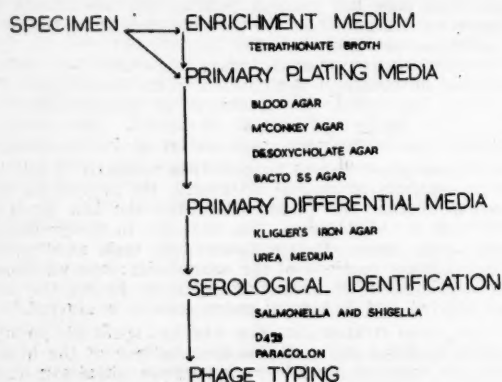 SPECIMEN
ENRICHMENT MEDIUM
TETRATHIONATE BROTH
PRIMARY PLATING MEDIA
BLOOD AGAR
McCONKEY AGAR
DESOXYCHOLATE AGAR
BACTO SS AGAR
PRIMARY DIFFERENTIAL MEDIA
KLIGLER'S IRON AGAR
UREA MEDIUM
SEROLOGICAL IDENTIFICATION
SALMONELLA AND SHIGELLA
D433
PARACOLON
PHAGE TYPING